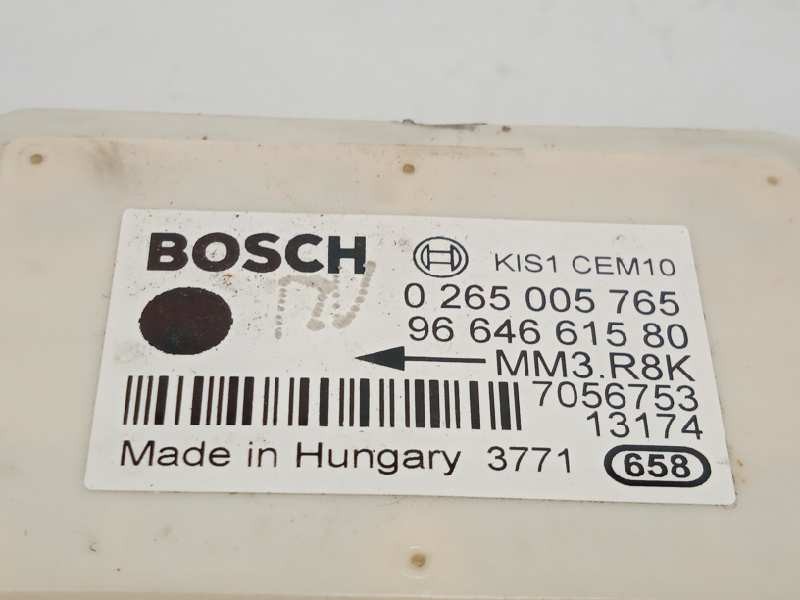 BOSCH KIS1 CEM10
0 265 005 765
96 646 615 80
MM3.R8K
7056753
13174
Made in Hungary 3771 658